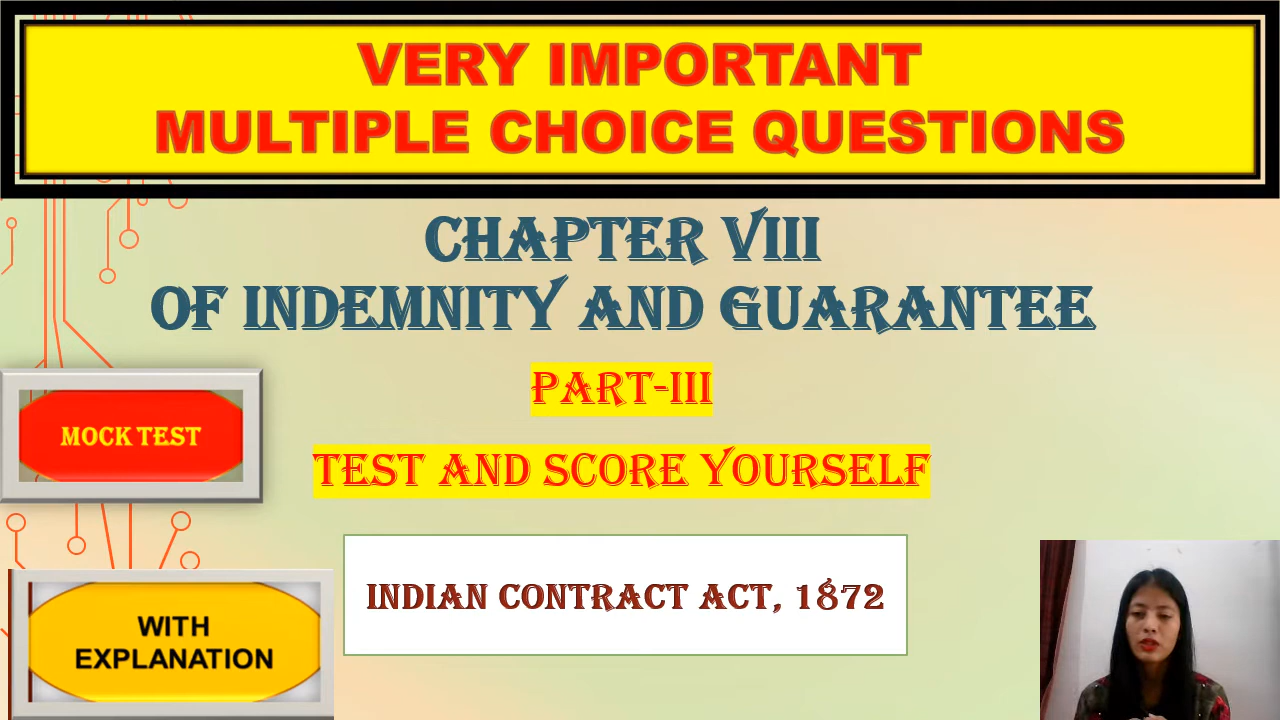 VERY IMPORTANT
MULTIPLE CHOICE QUESTIONS
CHAPTER VIII
OF INDEMNITY AND GUARANTEE
PART-III
MOCK TEST
TEST AND SCORE YOURSELF
INDIAN CONTRACT ACT, 1872
WITH
EXPLANATION